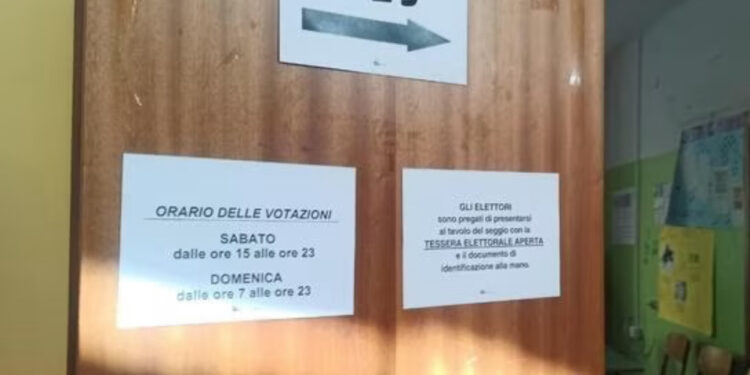 ORARIO DELLE VOTAZIONI
SABATO
dalle ore 15 alle ore 23
DOMENICA
dalle ore 7 alle ore 23
GLI ELETTORI
sono pregati di presentarsi
al tavolo del seggio con la
TESSERA ELETTORALE APERTA
e il documento di
identificazione alla mano.